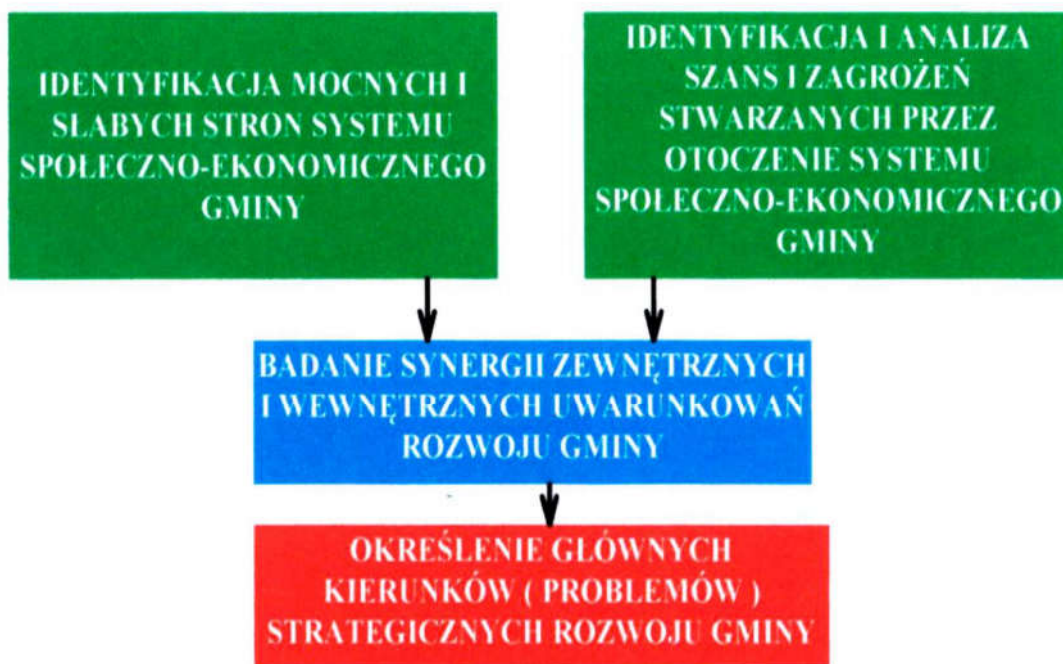 IDENTYFIKACJA MOCNYCH I
SŁABYCH STRON SYSTEMU
SPOŁECZNO-EKONOMICZNEGO
GMINY
IDENTYFIKACJA I ANALIZA
SZANS I ZAGROŻEŃ
STWARZANYCH PRZEZ
OTOCZENIE SYSTEMU
SPOŁECZNO-EKONOMICZNEGO
GMINY
BADANIE SYNERGII ZEWNĘTRZNYCH
I WEWNĘTRZNYCH UWARUNKOWAŃ
ROZWOJU GMINY
OKREŚLENIE GŁÓWNYCH
KIERUNKÓW ( PROBLEMÓW )
STRATEGICZNYCH ROZWOJU GMINY